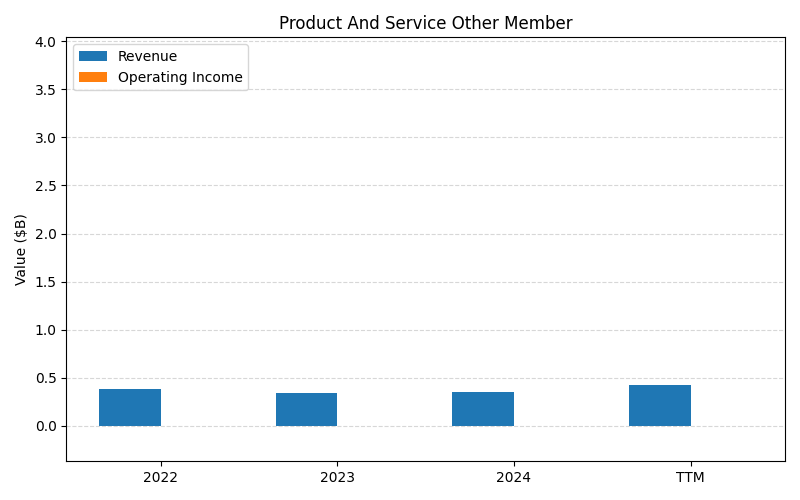 Product And Service Other Member
Revenue
Operating Income
Value ($B)
4.0
3.5
3.0
2.5
2.0
1.5
1.0
0.5
0.0
2022 2023 2024 TTM